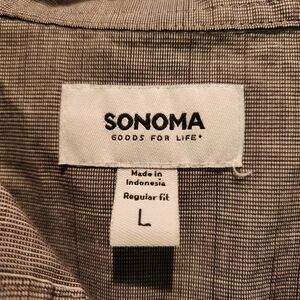 SONOMA
GOODS FOR LIFE*
Made in
Indonesia
Regular fit
L